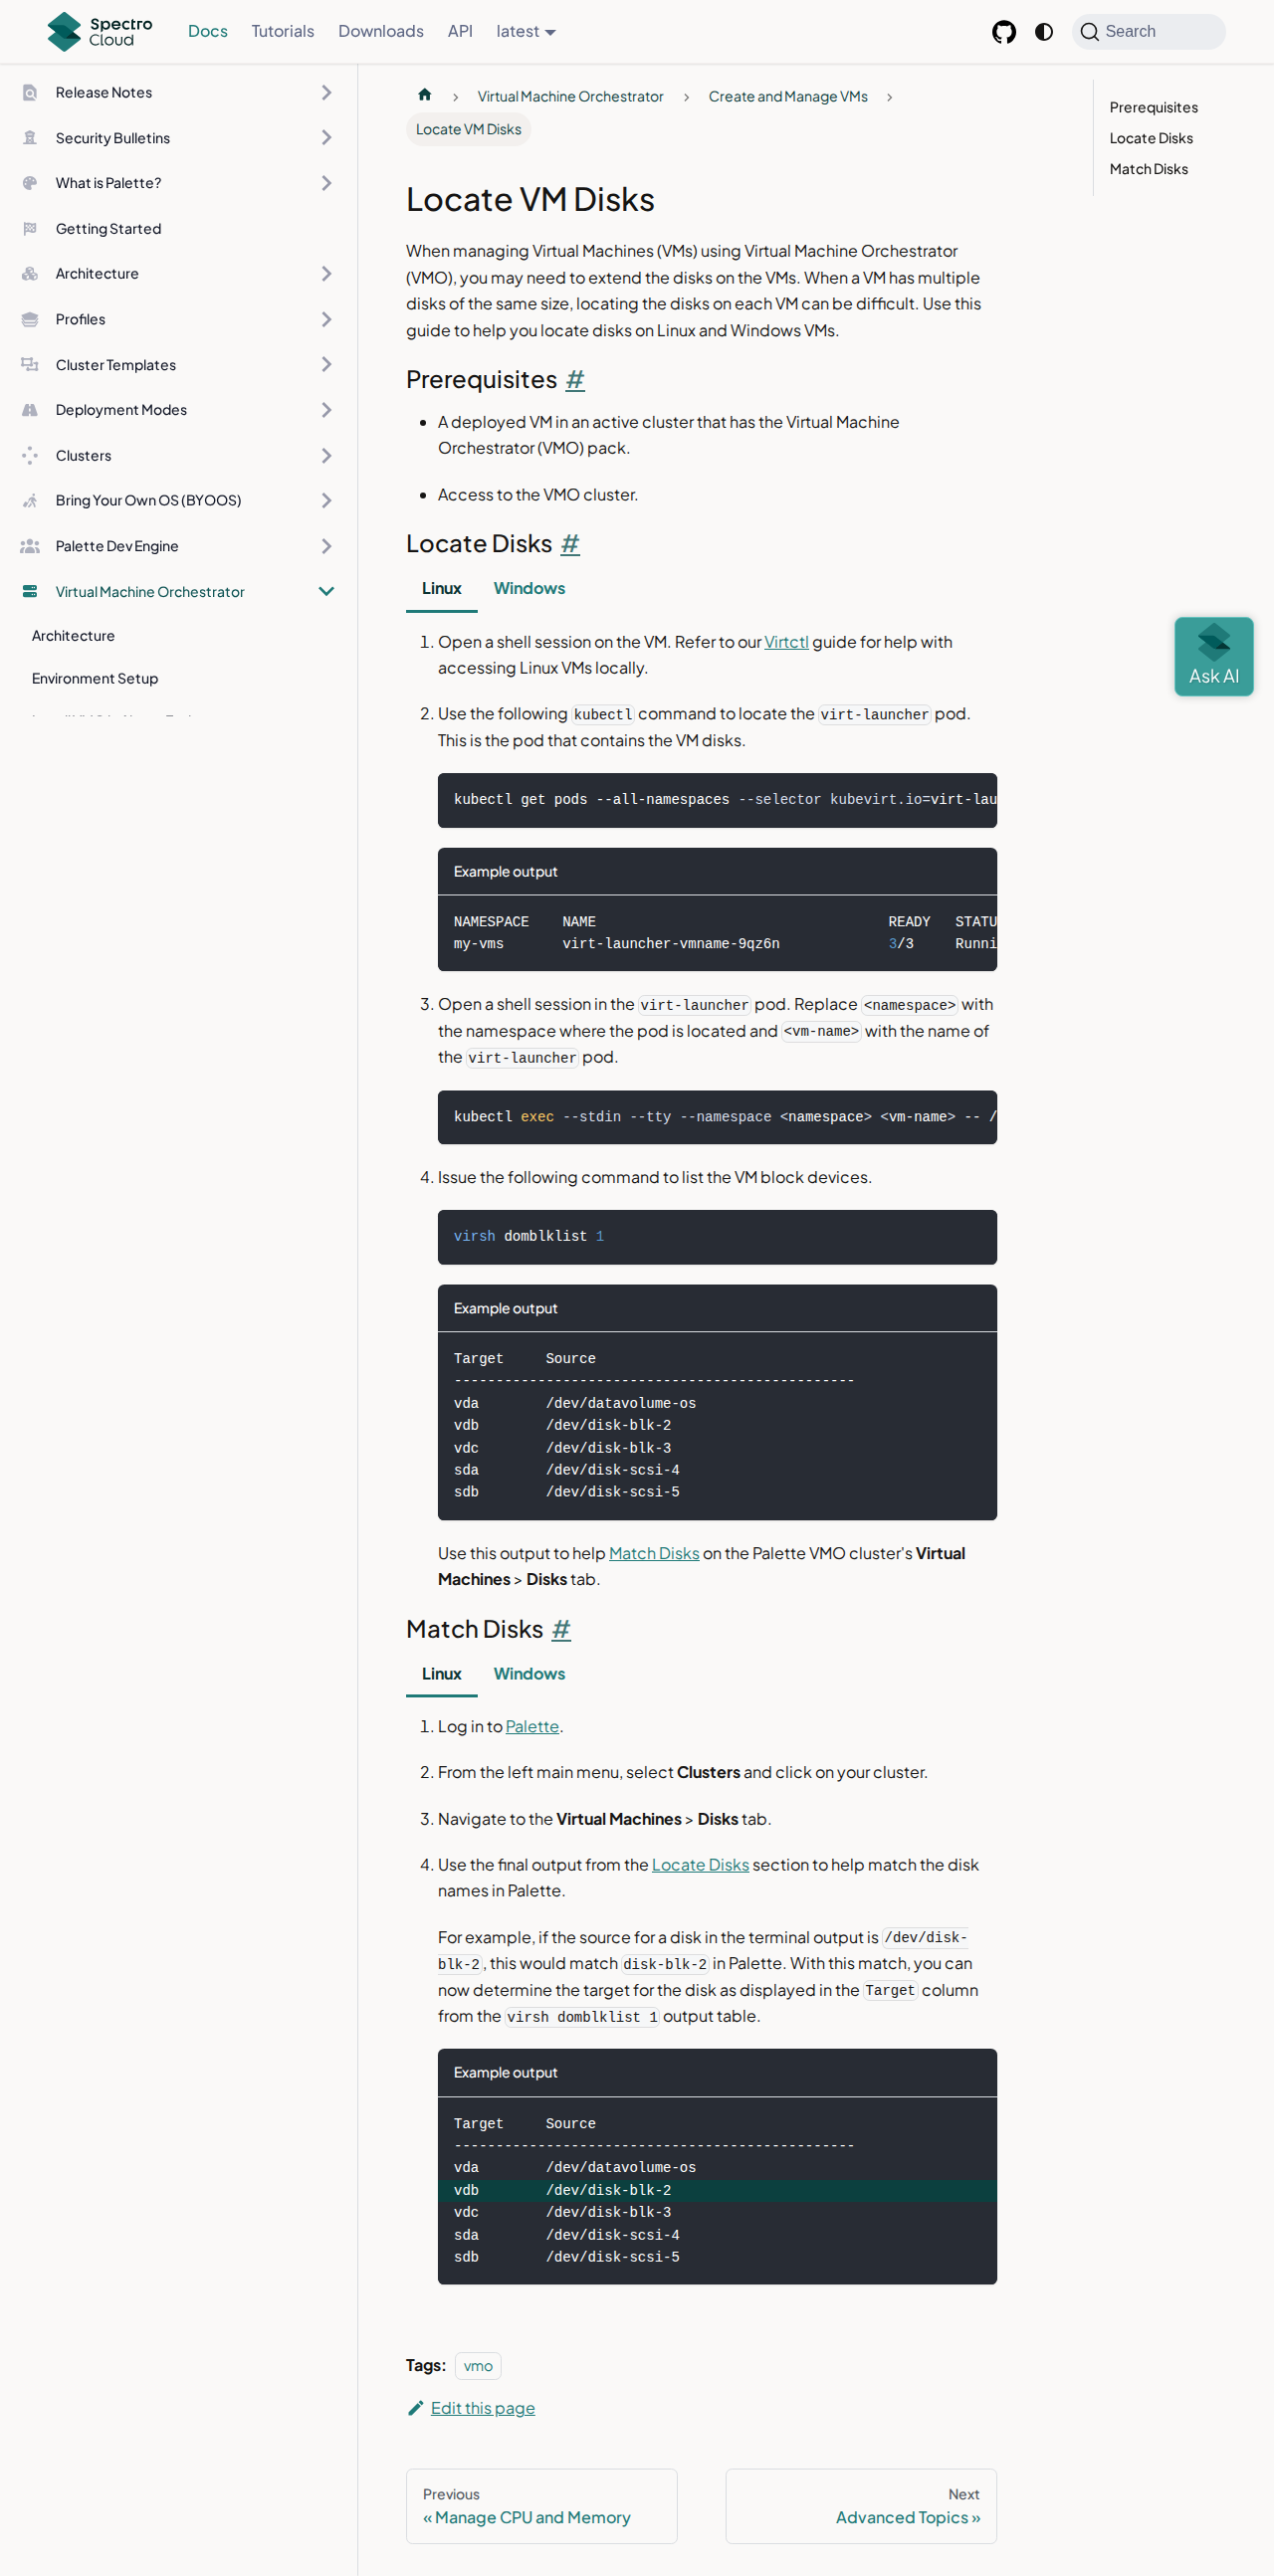 Spectro
Cloud
Docs
Tutorials
Downloads
API
latest
Search
Release Notes
Security Bulletins
What is Palette?
Getting Started
Architecture
Profiles
Cluster Templates
Deployment Modes
Clusters
Bring Your Own OS (BYOOS)
Palette Dev Engine
Virtual Machine Orchestrator
Architecture
Environment Setup
Virtual Machine Orchestrator
Create and Manage VMs
Locate VM Disks
Locate VM Disks
When managing Virtual Machines (VMs) using Virtual Machine Orchestrator
(VMO), you may need to extend the disks on the VMs. When a VM has multiple
disks of the same size, locating the disks on each VM can be difficult. Use this
guide to help you locate disks on Linux and Windows VMs.
Prerequisites #
• A deployed VM in an active cluster that has the Virtual Machine
Orchestrator (VMO) pack.
• Access to the VMO cluster.
Locate Disks #
Linux
Windows
1. Open a shell session on the VM. Refer to our Virtctl guide for help with
accessing Linux VMs locally.
2. Use the following kubectl command to locate the virt-launcher pod.
This is the pod that contains the VM disks.
kubectl get pods --all-namespaces --selector kubevirt.io=virt-lau
Example output
NAMESPACE NAME READY STATU
my-vms virt-launcher-vmname-9qz6n 3/3 Runni
3. Open a shell session in the virt-launcher pod. Replace <namespace> with
the namespace where the pod is located and <vm-name> with the name of
the virt-launcher pod.
kubectl exec --stdin --tty --namespace <namespace> <vm-name> -- /
4. Issue the following command to list the VM block devices.
virsh domblklist 1
Example output
Target Source
------------------------------------------------
vda /dev/datavolume-os
vdb /dev/disk-blk-2
vdc /dev/disk-blk-3
sda /dev/disk-scsi-4
sdb /dev/disk-scsi-5
Use this output to help Match Disks on the Palette VMO cluster's Virtual
Machines > Disks tab.
Match Disks #
Linux
Windows
1. Log in to Palette.
2. From the left main menu, select Clusters and click on your cluster.
3. Navigate to the Virtual Machines > Disks tab.
4. Use the final output from the Locate Disks section to help match the disk
names in Palette.
For example, if the source for a disk in the terminal output is /dev/disk-
blk-2, this would match disk-blk-2 in Palette. With this match, you can
now determine the target for the disk as displayed in the Target column
from the virsh domblklist 1 output table.
Example output
Target Source
------------------------------------------------
vda /dev/datavolume-os
vdb /dev/disk-blk-2
vdc /dev/disk-blk-3
sda /dev/disk-scsi-4
sdb /dev/disk-scsi-5
Tags: vmo
Edit this page
Previous
« Manage CPU and Memory
Next
Advanced Topics »
Prerequisites
Locate Disks
Match Disks
Ask AI